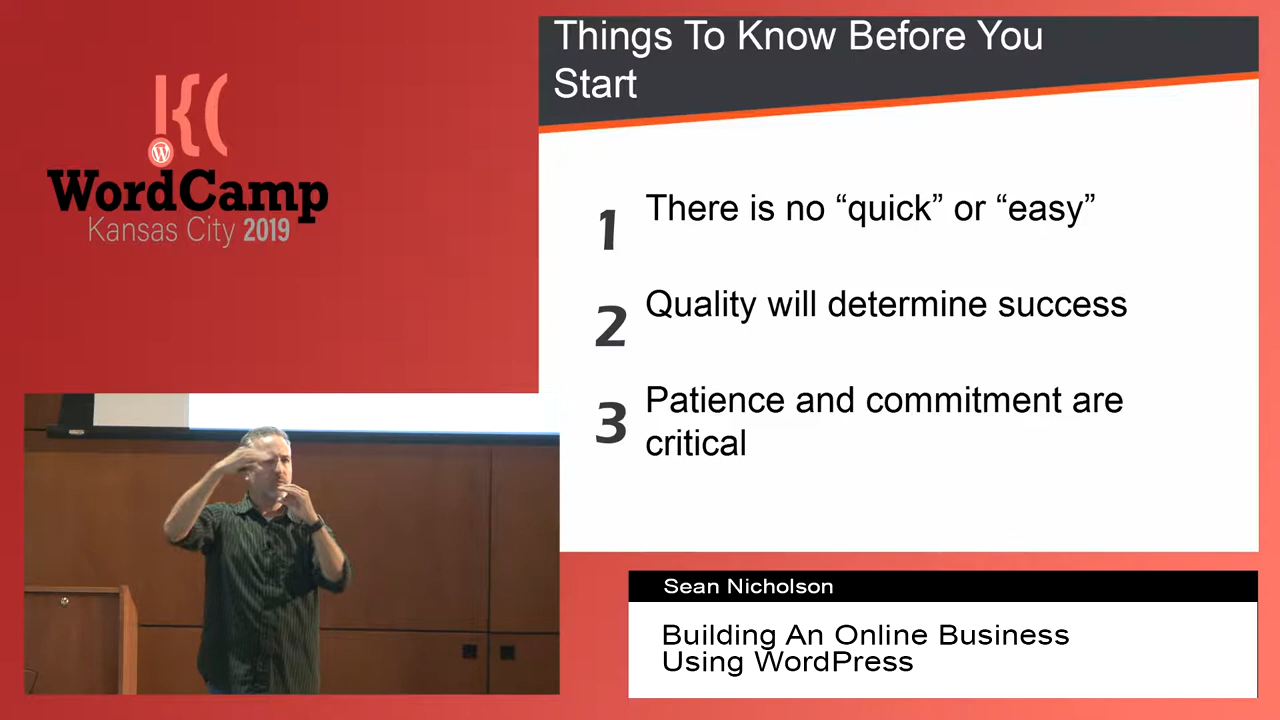 K{(
W
WordCamp
Kansas City 2019
Things To Know Before You
Start
1 There is no “quick” or “easy”
2 Quality will determine success
3 Patience and commitment are
critical
Sean Nicholson
Building An Online Business
Using WordPress